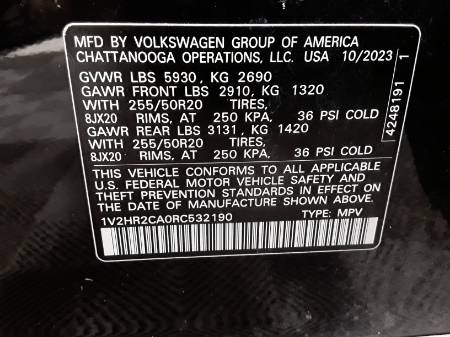 MFD BY VOLKSWAGEN GROUP OF AMERICA
CHATTANOOGA OPERATIONS, LLC. USA 10/2023
GVWR LBS 5930 , KG 2690
GAWR FRONT LBS 2910 , KG 1320
WITH 255/50R20 TIRES,
8JX20 RIMS, AT 250 KPA, 36 PSI COLD
GAWR REAR LBS 3131 , KG 1420
WITH 255/50R20 TIRES,
8JX20 RIMS, AT 250 KPA, 36 PSI COLD
THIS VEHICLE CONFORMS TO ALL APPLICABLE
U.S. FEDERAL MOTOR VEHICLE SAFETY AND
THEFT PREVENTION STANDARDS IN EFFECT ON
THE DATE OF MANUFACTURE SHOWN ABOVE.
1V2HR2CA0RC532190 TYPE: MPV
4248191 1